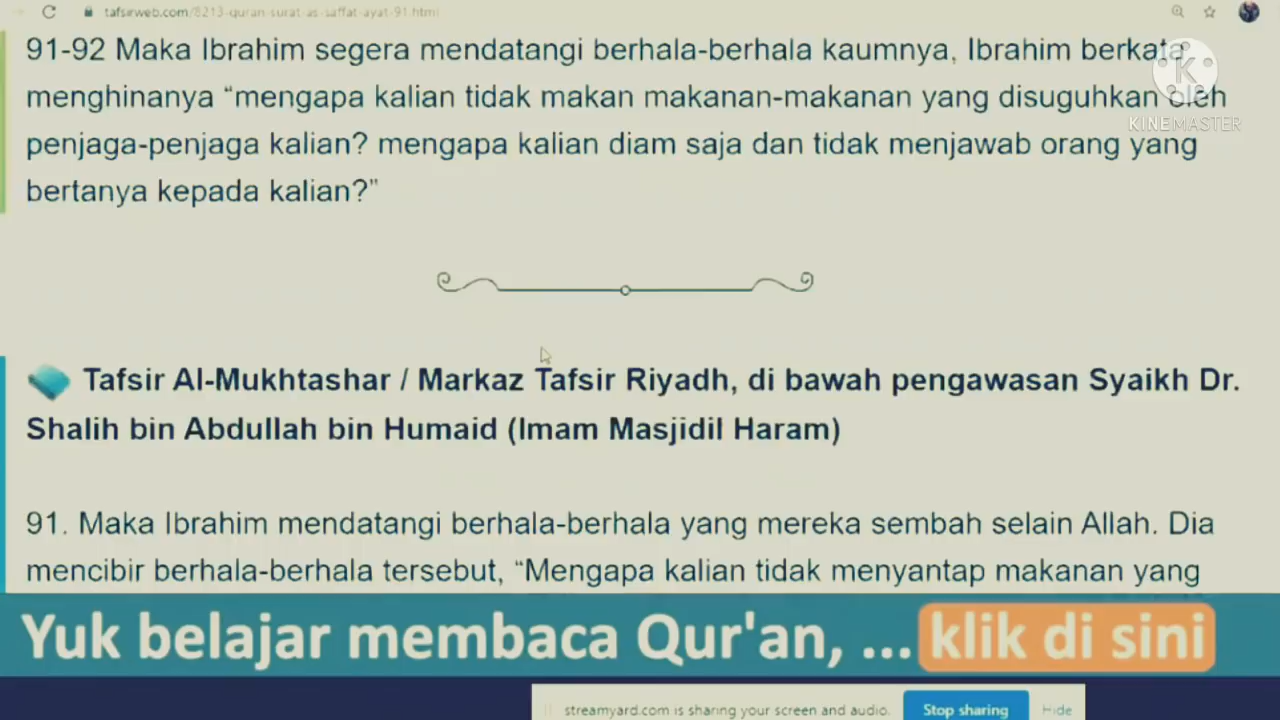 tafsirweb.com/8213-quran-surat-as-saffat-ayat-91.html
91-92 Maka Ibrahim segera mendatangi berhala-berhala kaumnya, Ibrahim berkata
menghinanya “mengapa kalian tidak makan makanan-makanan yang disuguhkan oleh
penjaga-penjaga kalian? mengapa kalian diam saja dan tidak menjawab orang yang
bertanya kepada kalian?”
K
KINEMASTER
Tafsir Al-Mukhtashar / Markaz Tafsir Riyadh, di bawah pengawasan Syaikh Dr.
Shalih bin Abdullah bin Humaid (Imam Masjidil Haram)
91. Maka Ibrahim mendatangi berhala-berhala yang mereka sembah selain Allah. Dia
mencibir berhala-berhala tersebut, “Mengapa kalian tidak menyantap makanan yang
Yuk belajar membaca Qur'an, ... klik di sini
streamyard.com is sharing your screen and audio. Stop sharing Hide